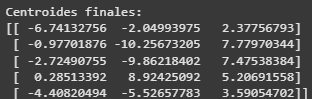 Centroides finales:
[[ -6.74132756  -2.04993975   2.37756793]
[ -0.97701876 -10.25673205   7.77970344]
[ -2.72490755  -9.86218402   7.47538384]
[  0.28513392   8.92425092   5.20691558]
[ -4.40820494  -5.52657783   3.59054702]]